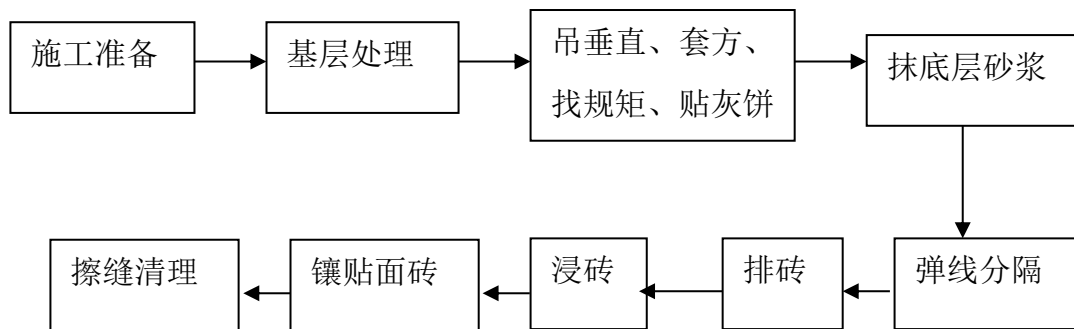 施工准备
基层处理
吊垂直、套方、
找规矩、贴灰饼
抹底层砂浆
弹线分隔
排砖
浸砖
镶贴面砖
擦缝清理